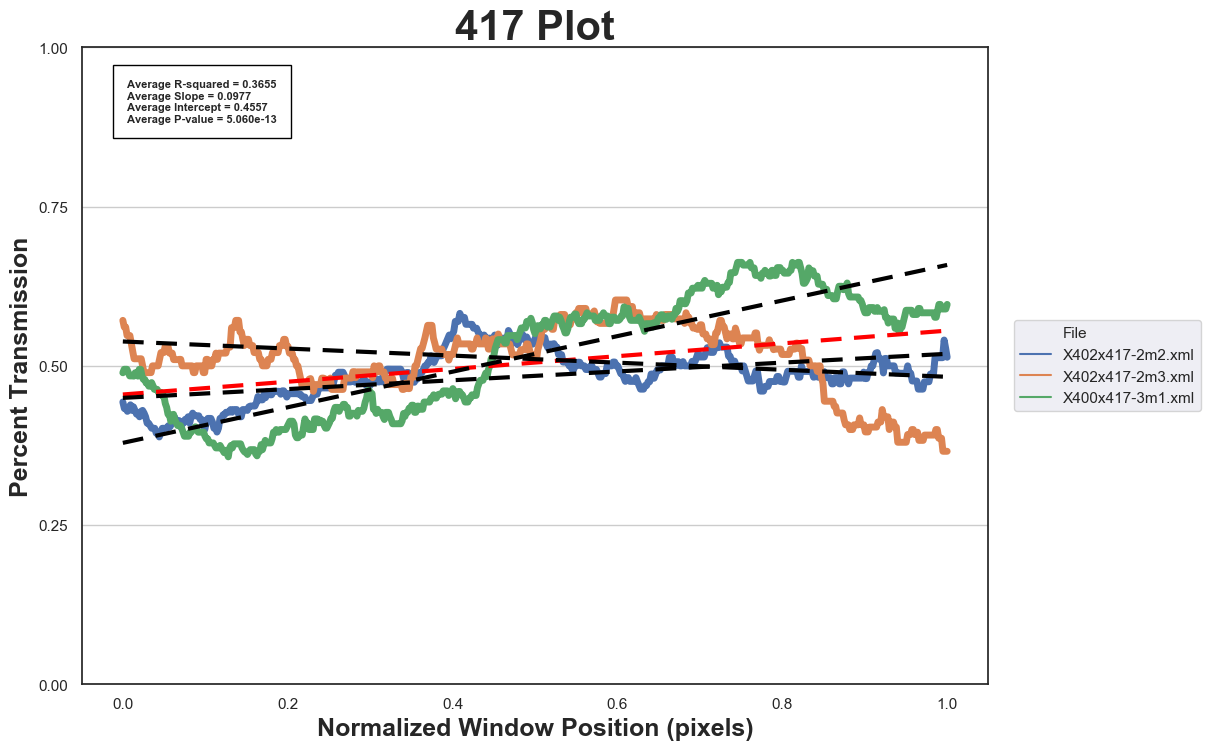 417 Plot
Average R-squared = 0.3655
Average Slope = 0.0977
Average Intercept = 0.4557
Average P-value = 5.060e-13
Percent Transmission
1.00
0.75
0.50
0.25
0.00
0.0 0.2 0.4 0.6 0.8 1.0
Normalized Window Position (pixels)
File
X402x417-2m2.xml
X402x417-2m3.xml
X400x417-3m1.xml